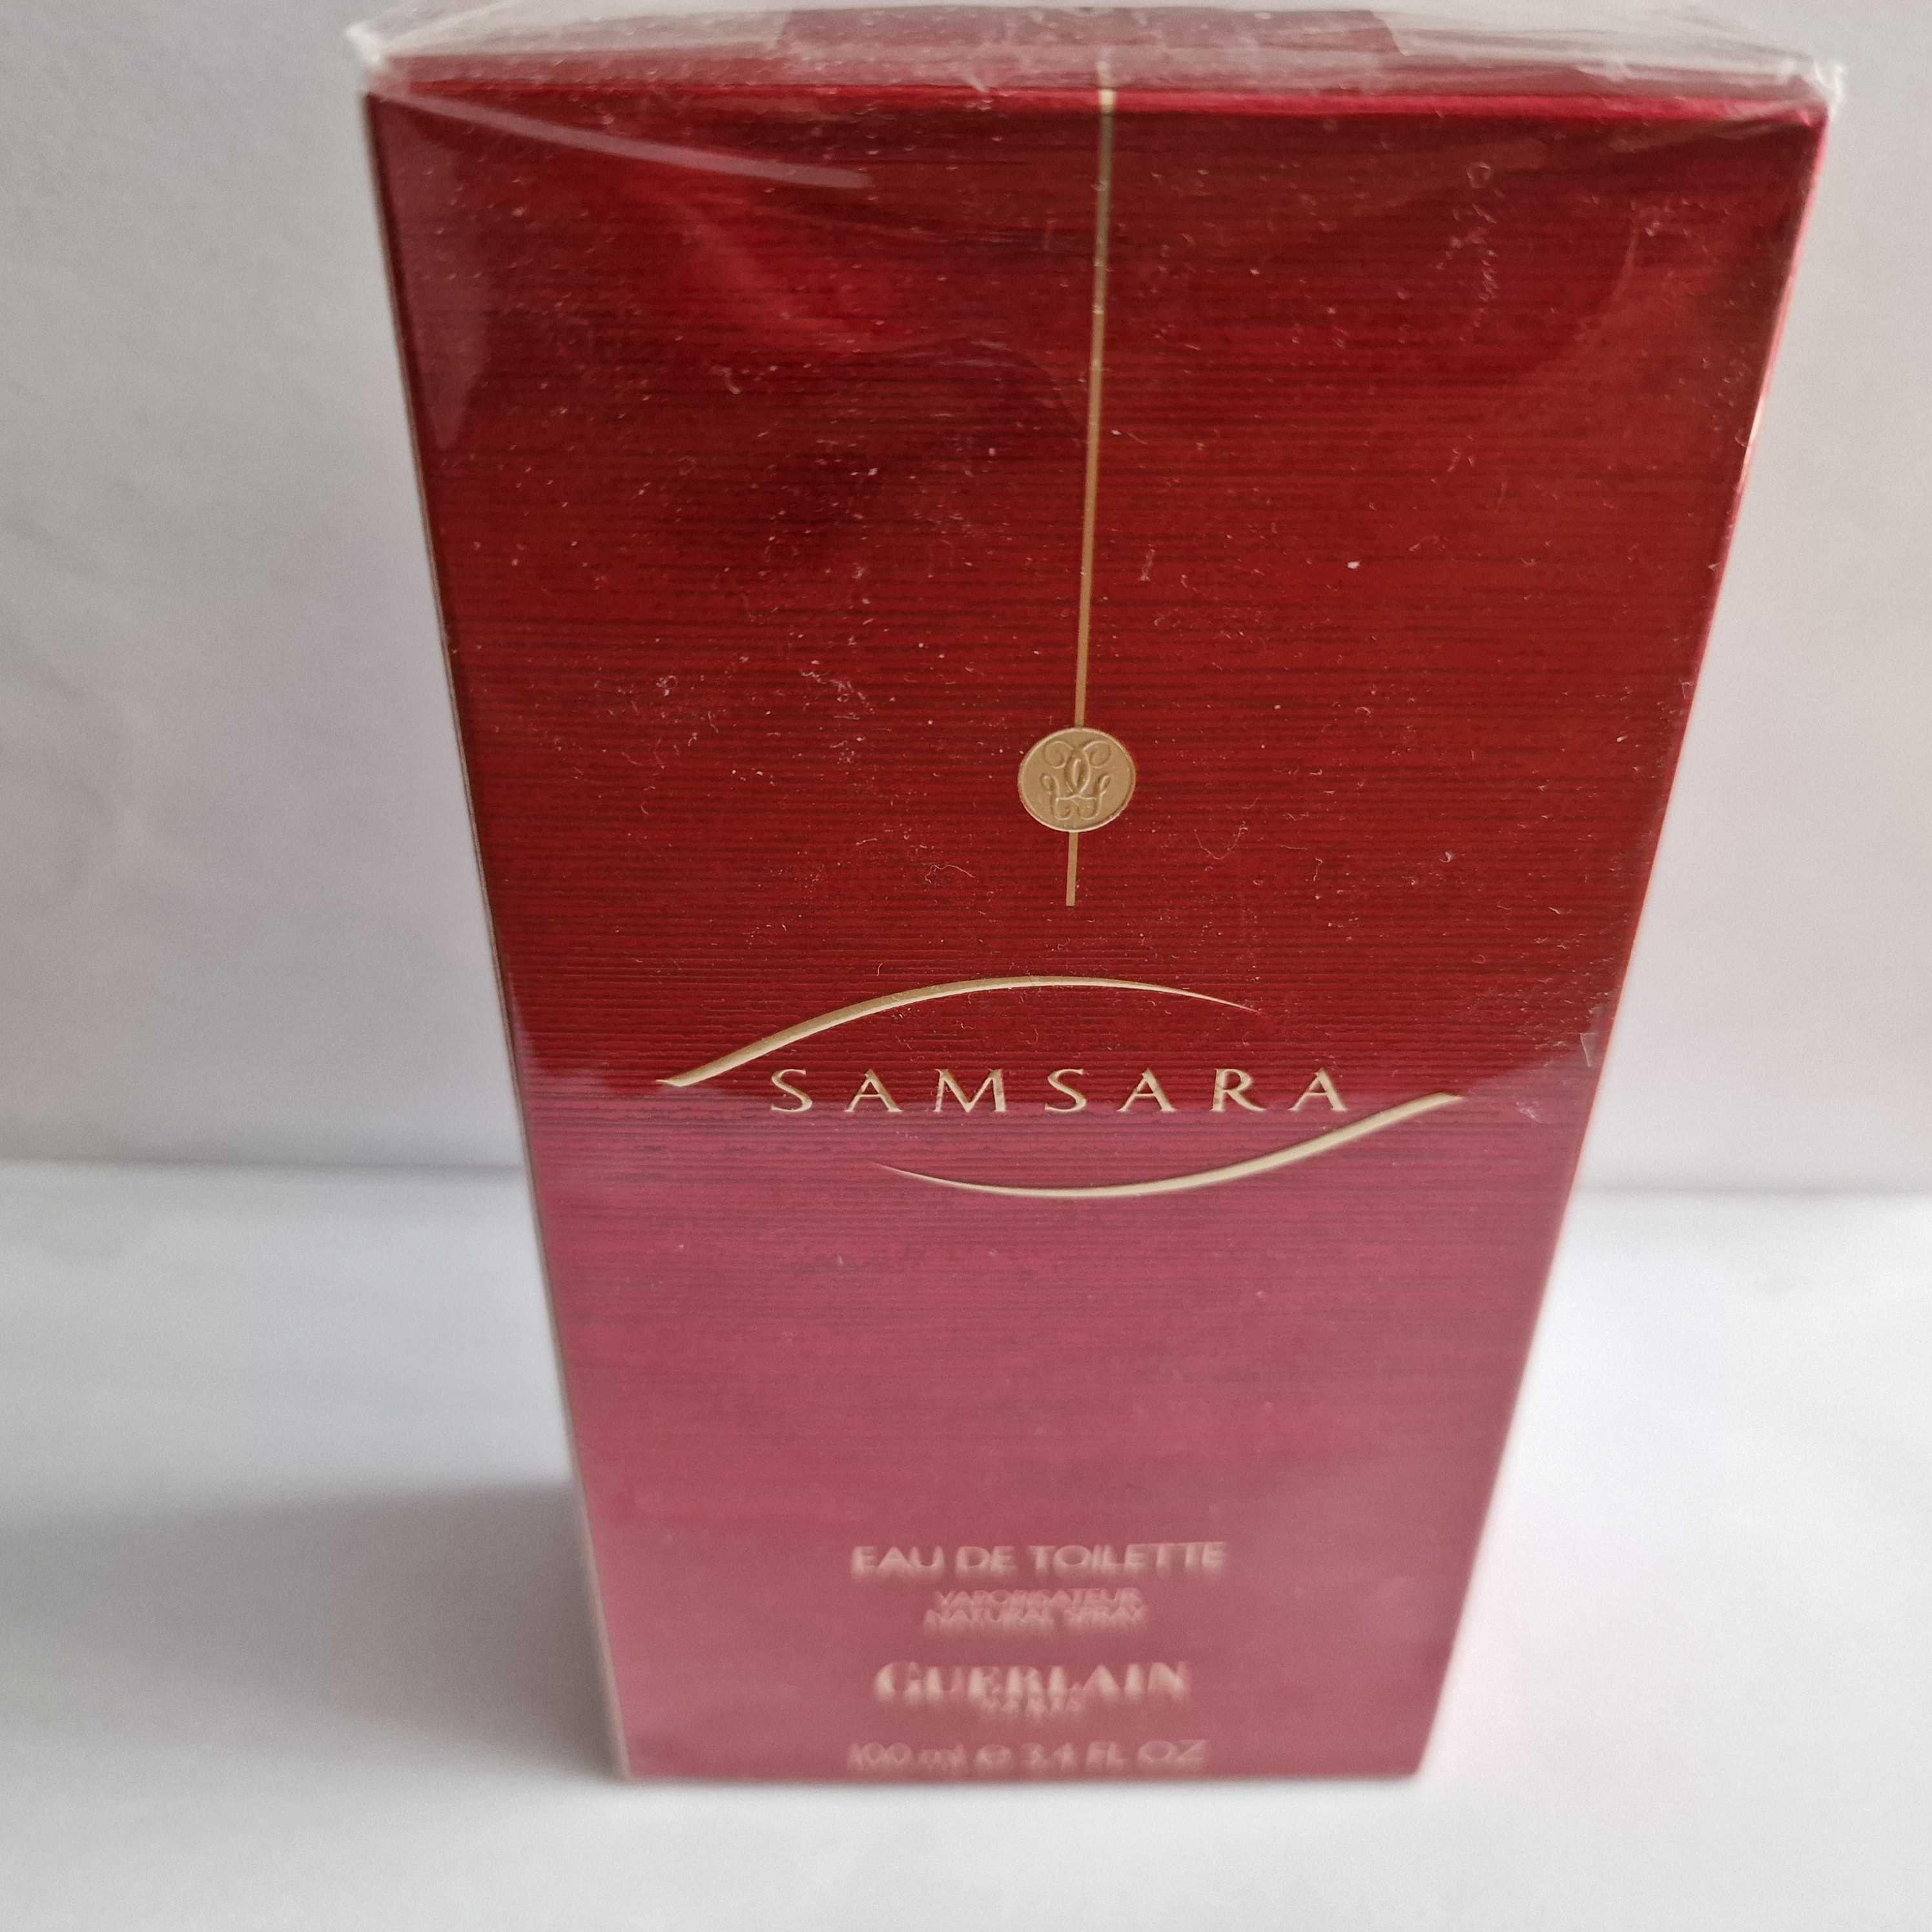 SAMSARA
EAU DE TOILETTE
VAPORISATEUR
NATURAL SPRAY
GUERLAIN
PARIS
100 ml e 3.4 FL OZ